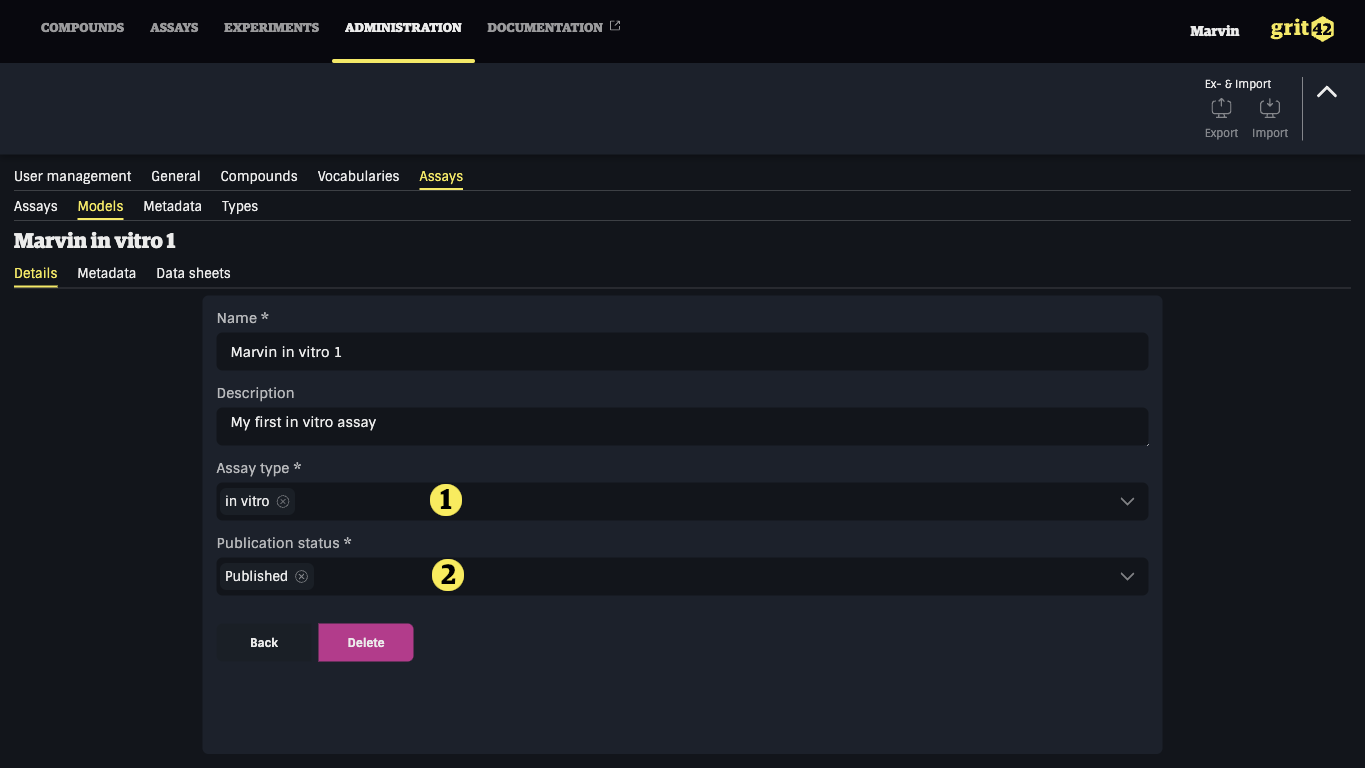 COMPOUNDS ASSAYS EXPERIMENTS ADMINISTRATION DOCUMENTATION Marvin grit42
Ex- & Import
Export Import
User management General Compounds Vocabularies Assays
Assays Models Metadata Types
Marvin in vitro 1
Details Metadata Data sheets
Name *
Marvin in vitro 1
Description
My first in vitro assay
Assay type *
in vitro 1
Publication status *
Published 2
Back Delete